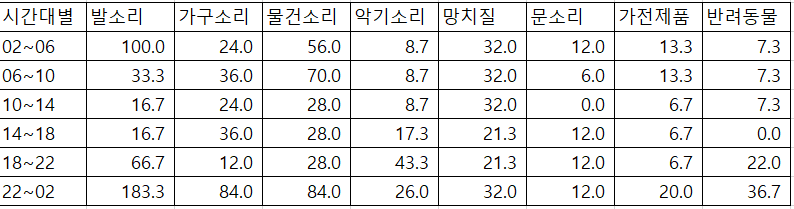 시간대별 발소리 가구소리 물건소리 악기소리 망치질 문소리 가전제품 반려동물
02~06 100.0 24.0 56.0 8.7 32.0 12.0 13.3 7.3
06~10 33.3 36.0 70.0 8.7 32.0 6.0 13.3 7.3
10~14 16.7 24.0 28.0 8.7 32.0 0.0 6.7 7.3
14~18 16.7 36.0 28.0 17.3 21.3 12.0 6.7 0.0
18~22 66.7 12.0 28.0 43.3 21.3 12.0 6.7 22.0
22~02 183.3 84.0 84.0 26.0 32.0 12.0 20.0 36.7